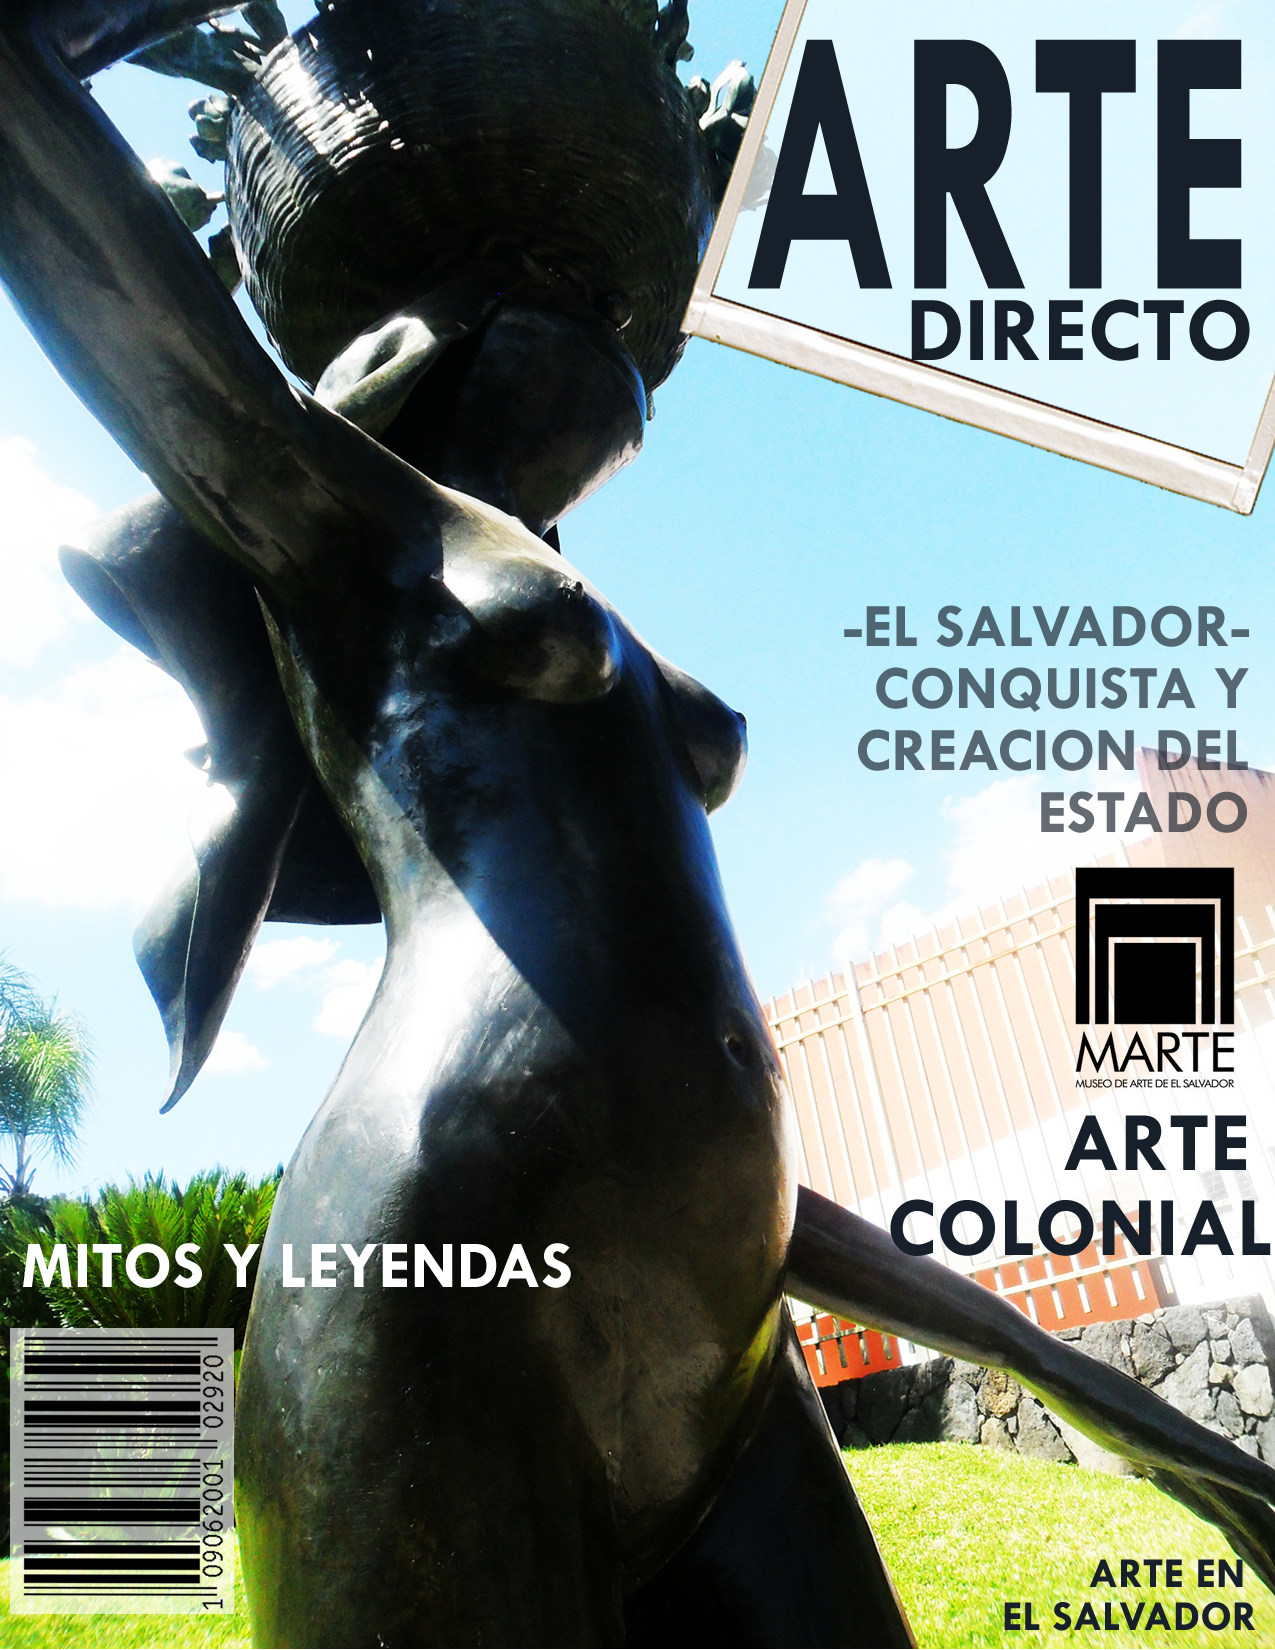 ARTE
DIRECTO
-EL SALVADOR-
CONQUISTA Y
CREACION DEL
ESTADO
MARTE
MUSEO DE ARTE DE EL SALVADOR
ARTE
COLONIAL
MITOS Y LEYENDAS
1 09062001 02920
ARTE EN
EL SALVADOR